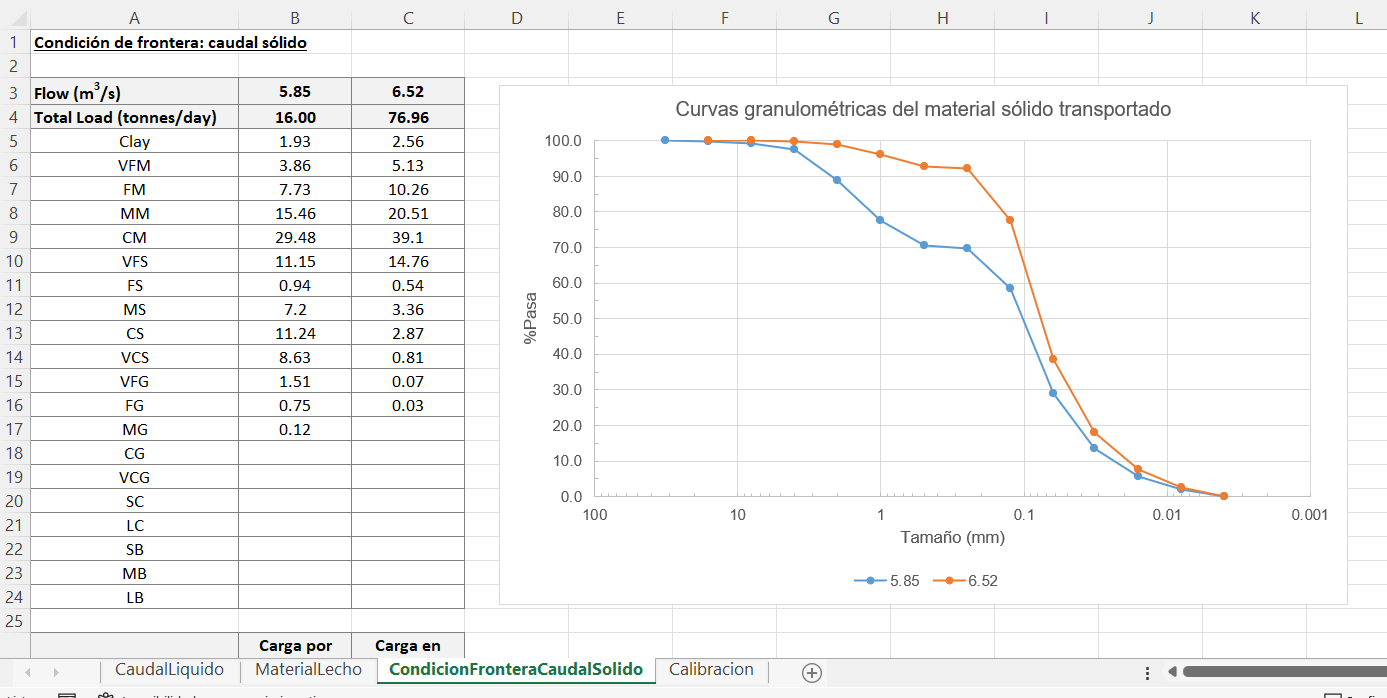 A B C D E F G H I J K L
1 Condición de frontera: caudal sólido
2
3 Flow (m³/s) 5.85 6.52
4 Total Load (tonnes/day) 16.00 76.96
5 Clay 1.93 2.56
6 VFM 3.86 5.13
7 FM 7.73 10.26
8 MM 15.46 20.51
9 CM 29.48 39.1
10 VFS 11.15 14.76
11 FS 0.94 0.54
12 MS 7.2 3.36
13 CS 11.24 2.87
14 VCS 8.63 0.81
15 VFG 1.51 0.07
16 FG 0.75 0.03
17 MG 0.12
18 CG
19 VCG
20 SC
21 LC
22 SB
23 MB
24 LB
25
Carga por Carga en
Curvas granulométricas del material sólido transportado
100.0
90.0
80.0
70.0
60.0
50.0
40.0
30.0
20.0
10.0
0.0
%Pasa
100 10 1 0.1 0.01 0.001
Tamaño (mm)
5.85 6.52
CaudalLiquido MaterialLecho CondicionFronteraCaudalSolido Calibracion